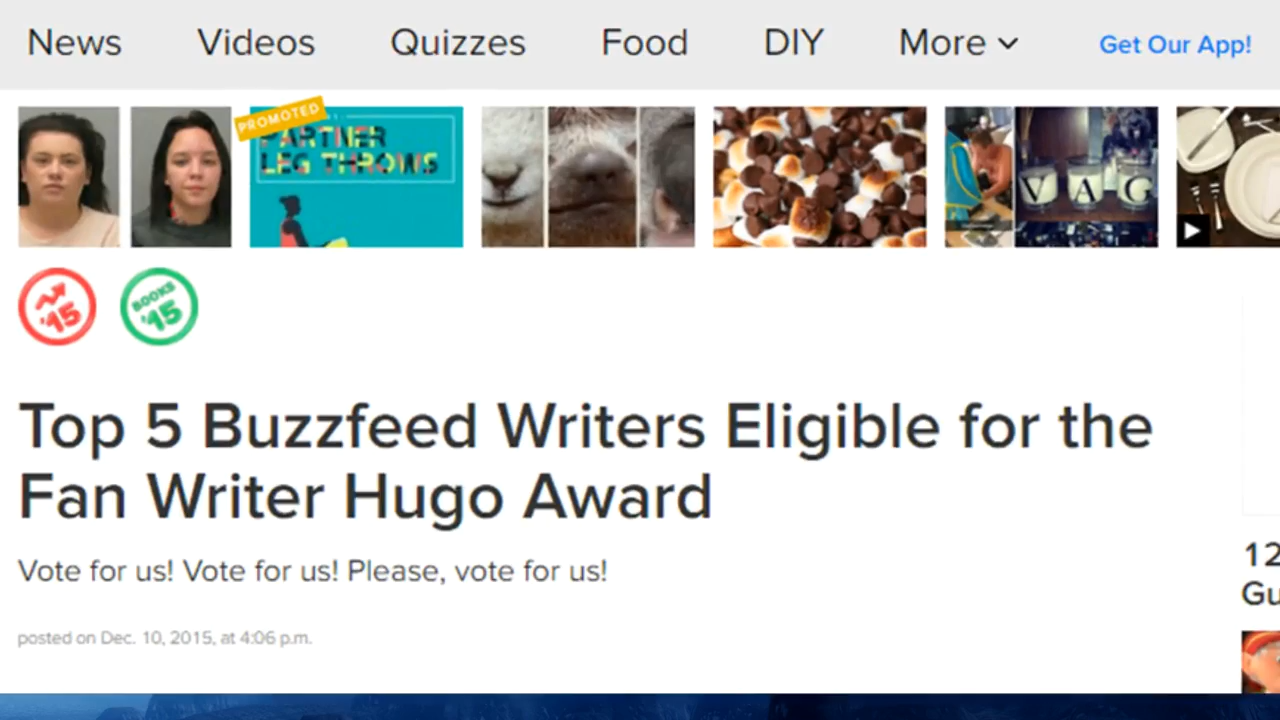 News Videos Quizzes Food DIY More Get Our App!
PROMOTED
PARTNER
LEG THROWS
V A G
'15
BOOKS
'15
Top 5 Buzzfeed Writers Eligible for the
Fan Writer Hugo Award
Vote for us! Vote for us! Please, vote for us!
posted on Dec. 10, 2015, at 4:06 p.m.
12
Gu